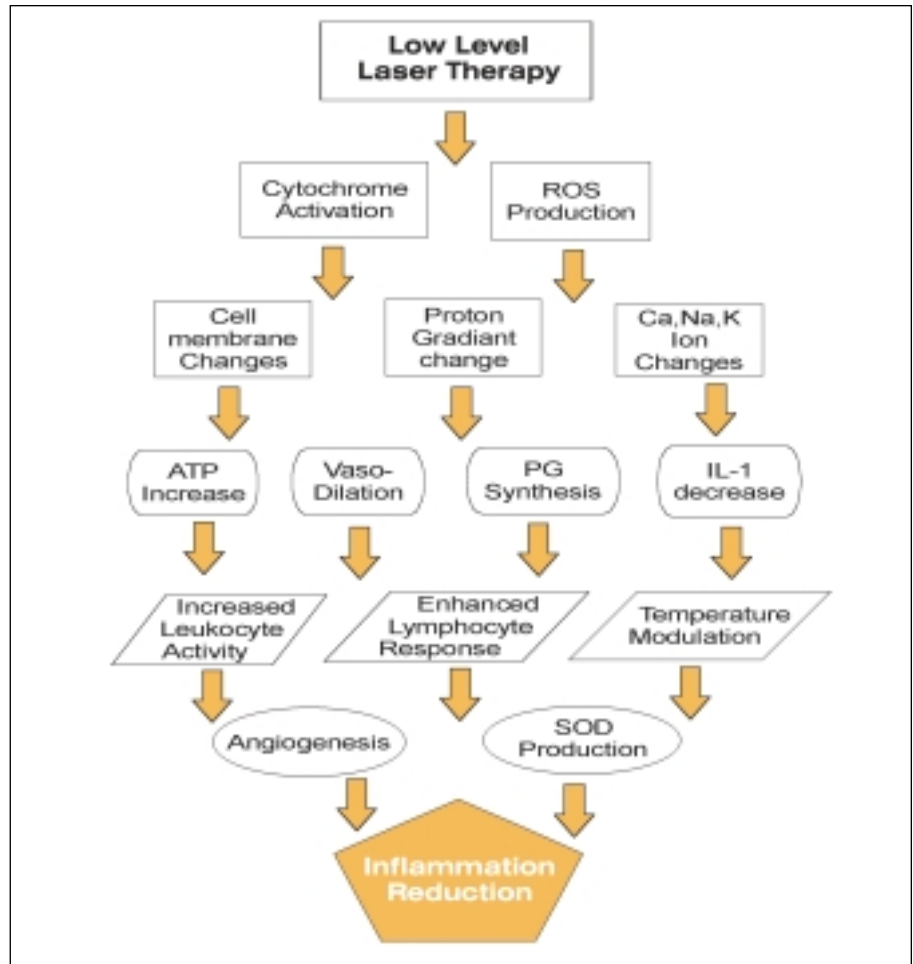 Low Level
Laser Therapy
Cytochrome
Activation
ROS
Production
Cell
membrane
Changes
Proton
Gradiant
change
Ca,Na,K
Ion
Changes
ATP
Increase
Vaso-
Dilation
PG
Synthesis
IL-1
decrease
Increased
Leukocyte
Activity
Enhanced
Lymphocyte
Response
Temperature
Modulation
Angiogenesis
SOD
Production
Inflammation
Reduction